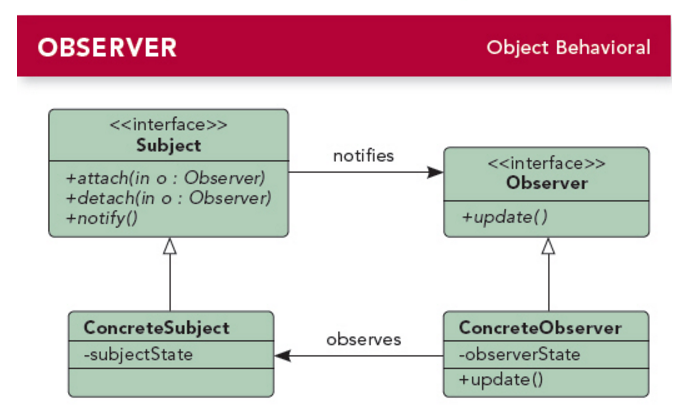 OBSERVER
Object Behavioral
<<interface>>
Subject
+attach(in o : Observer)
+detach(in o : Observer)
+notify()
notifies
<<interface>>
Observer
+update()
ConcreteSubject
-subjectState
observes
ConcreteObserver
-observerState
+update()